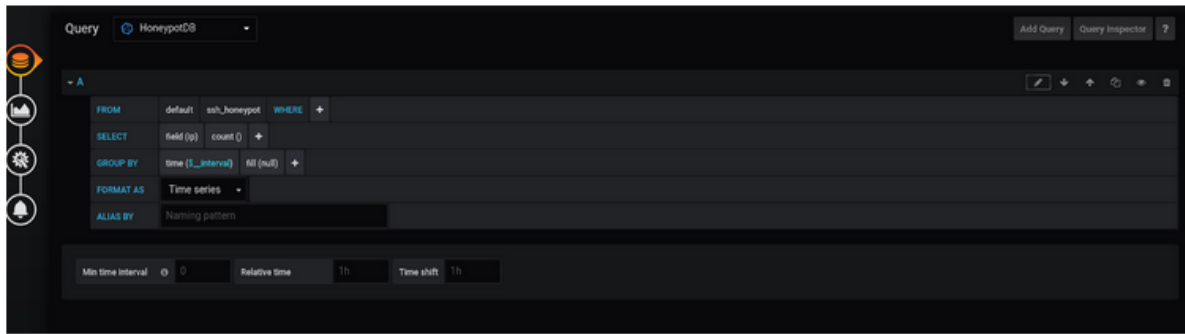 Query HoneypotDB Add Query Query Inspector ?
A
FROM default ssh_honeypot WHERE +
SELECT field (ip) count () +
GROUP BY time ($__interval) fill (null) +
FORMAT AS Time series
ALIAS BY Naming pattern
Min time interval 0 Relative time 1h Time shift 1h